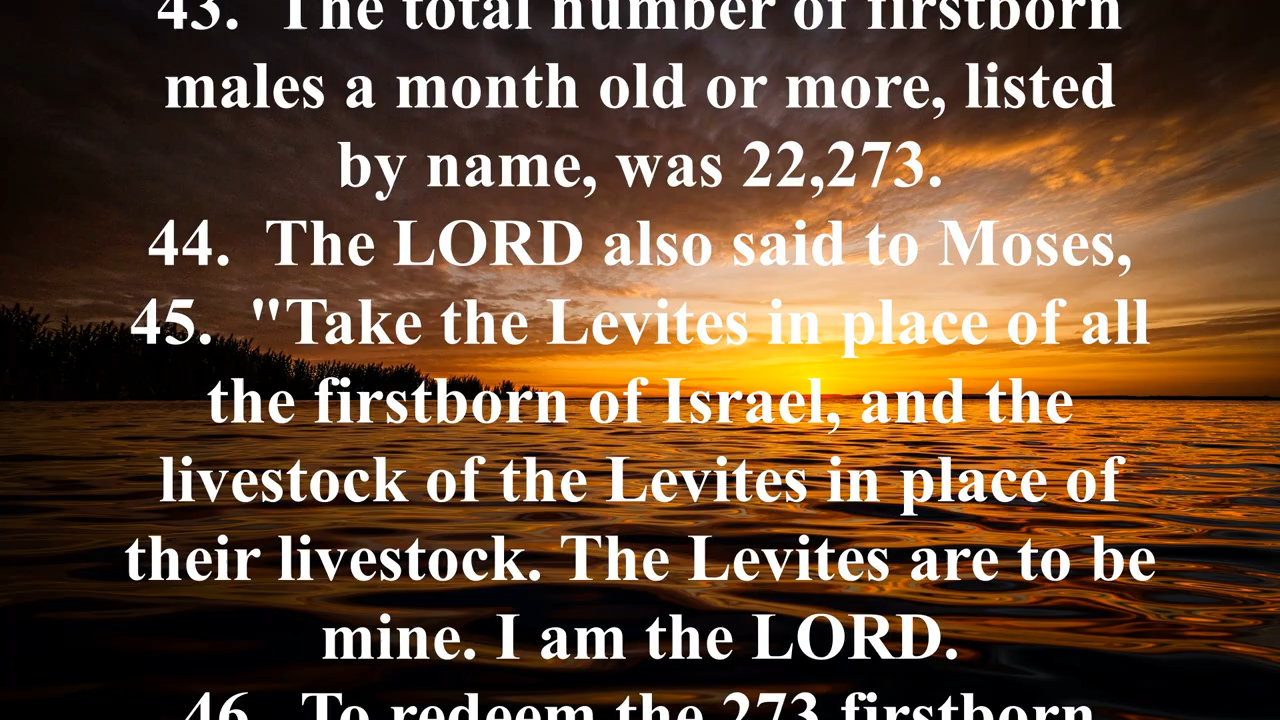 43.  The total number of firstborn
males a month old or more, listed
by name, was 22,273.
44.  The LORD also said to Moses,
45.  "Take the Levites in place of all
the firstborn of Israel, and the
livestock of the Levites in place of
their livestock. The Levites are to be
mine. I am the LORD.
46.  To redeem the 273 firstborn